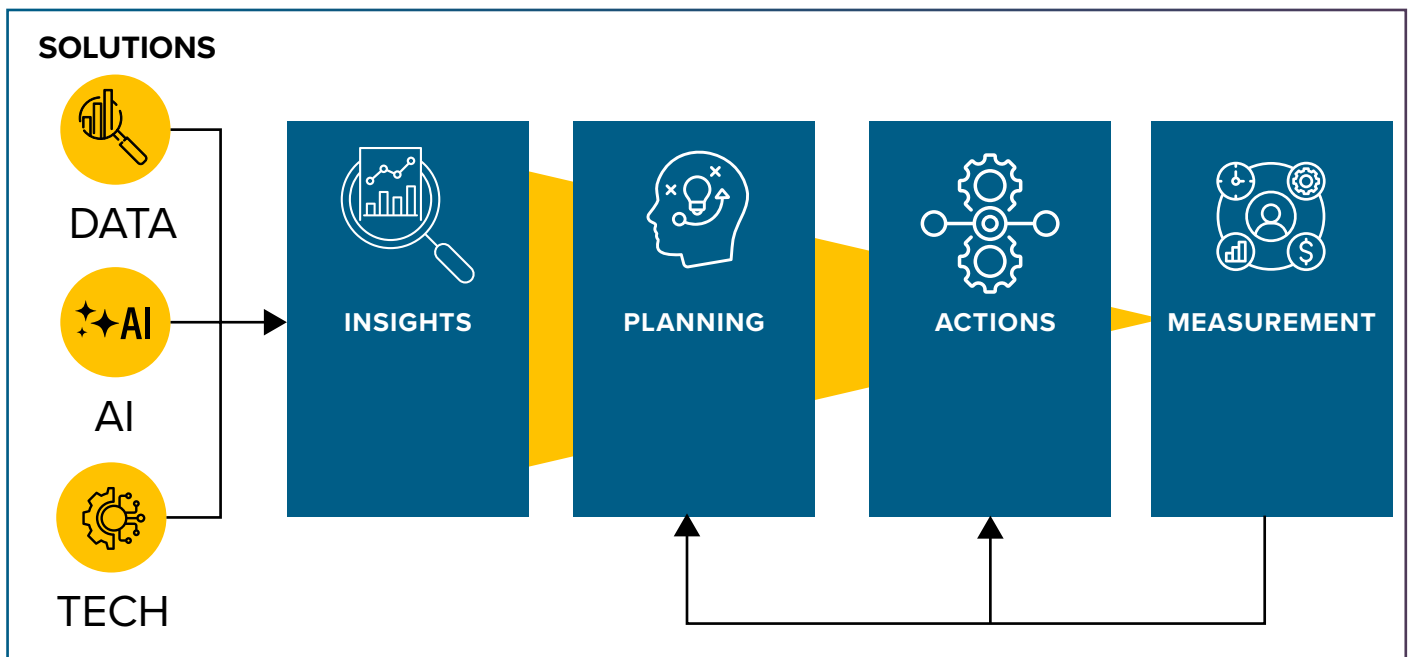 SOLUTIONS
DATA
AI
AI
TECH
INSIGHTS
PLANNING
ACTIONS
MEASUREMENT
$